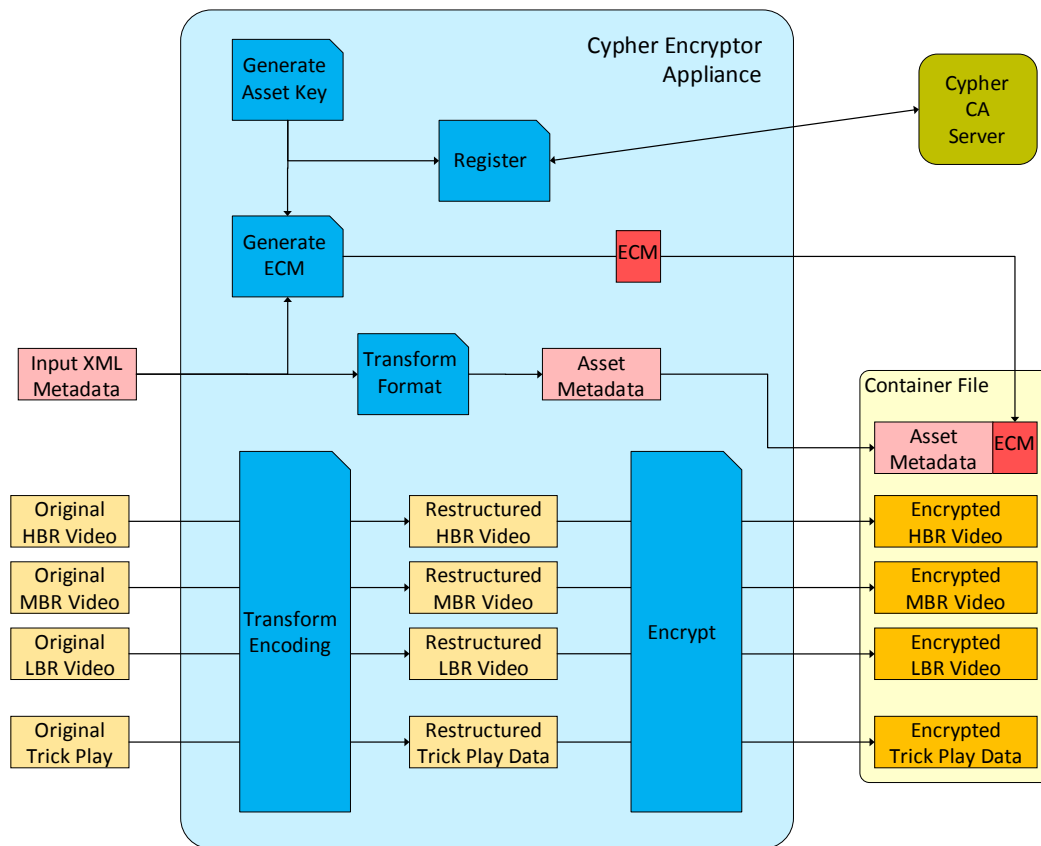 Cypher Encryptor
Appliance
Generate
Asset Key
Register
Cypher
CA
Server
Generate
ECM
ECM
Input XML
Metadata
Transform
Format
Asset
Metadata
Container File
Asset
Metadata
ECM
Original
HBR Video
Restructured
HBR Video
Encrypted
HBR Video
Original
MBR Video
Restructured
MBR Video
Encrypted
MBR Video
Transform
Encoding
Encrypt
Original
LBR Video
Restructured
LBR Video
Encrypted
LBR Video
Original
Trick Play
Restructured
Trick Play Data
Encrypted
Trick Play Data